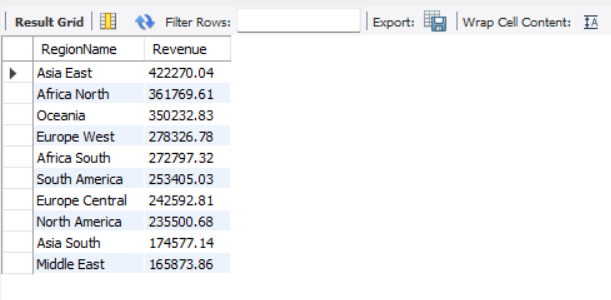 Result Grid Filter Rows: Export: Wrap Cell Content: IA
RegionName Revenue
Asia East 422270.04
Africa North 361769.61
Oceania 350232.83
Europe West 278326.78
Africa South 272797.32
South America 253405.03
Europe Central 242592.81
North America 235500.68
Asia South 174577.14
Middle East 165873.86